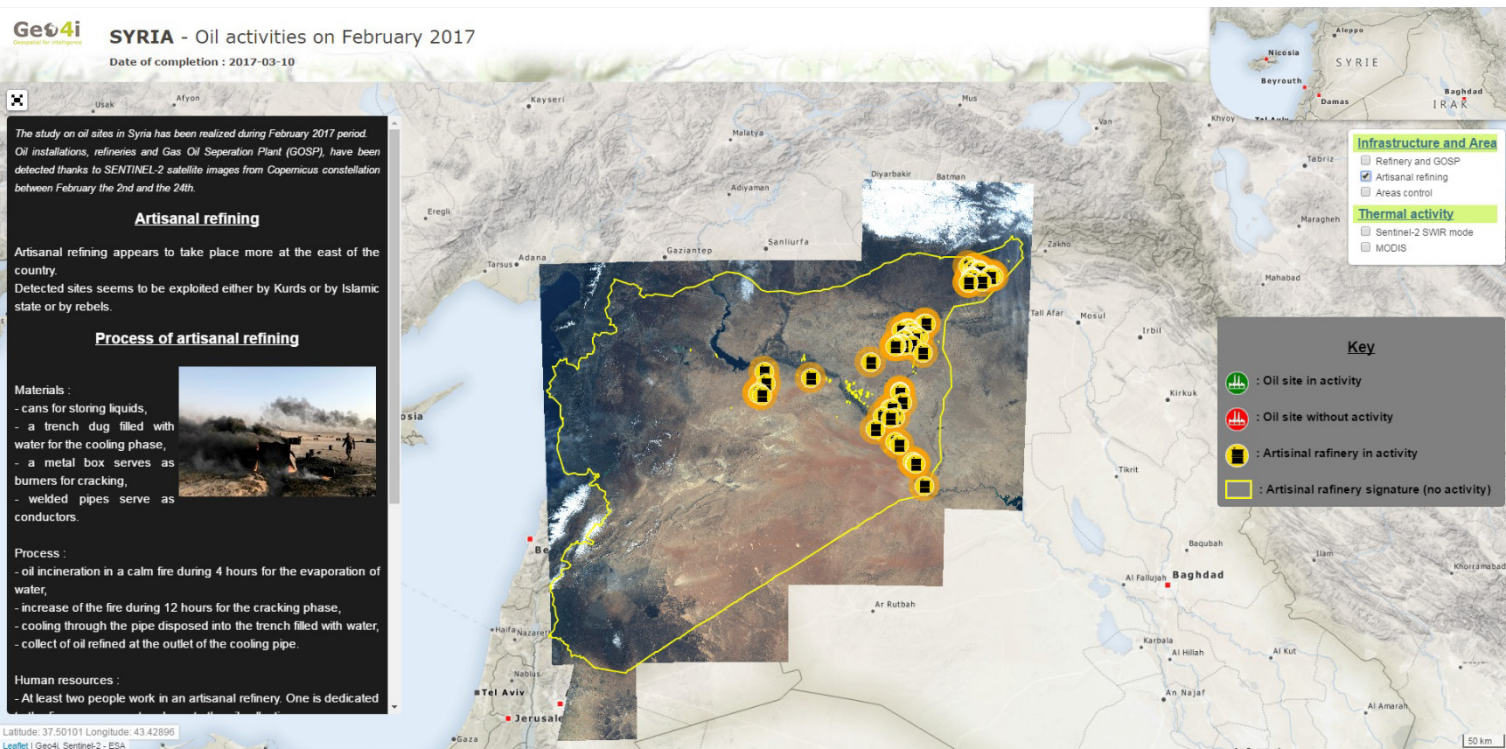 Geo4i
Geospatial for intelligence
SYRIA - Oil activities on February 2017
Date of completion : 2017-03-10
The study on oil sites in Syria has been realized during February 2017 period.
Oil installations, refineries and Gas Oil Seperation Plant (GOSP), have been
detected thanks to SENTINEL-2 satellite images from Copernicus constellation
between February the 2nd and the 24th.
Artisanal refining
Artisanal refining appears to take place more at the east of the
country.
Detected sites seems to be exploited either by Kurds or by Islamic
state or by rebels.
Process of artisanal refining
Materials :
- cans for storing liquids,
- a trench dug filled with
water for the cooling phase,
- a metal box serves as
burners for cracking,
- welded pipes serve as
conductors.
Process :
- oil incineration in a calm fire during 4 hours for the evaporation of
water,
- increase of the fire during 12 hours for the cracking phase,
- cooling through the pipe disposed into the trench filled with water,
- collect of oil refined at the outlet of the cooling pipe.
Human resources :
- At least two people work in an artisanal refinery. One is dedicated
Latitude: 37.50101 Longitude: 43.42896
Leaflet | Geo4i, Sentinel-2 - ESA
Usak
Afyon
Kayseri
Mus
Van
Khvoy
Malatya
Tabriz
Diyarbakir
Batman
Adiyaman
Eregli
Maragheh
Sanliurfa
Gaziantep
Zakho
Adana
Tarsus
Mahabad
Tall Afar
Mosul
Irbil
Kirkuk
osia
Tikrit
Be
Baqubah
Ilam
Khorramabad
Al Fallujah
Baghdad
Ar Rutbah
Haifa
Nazaret
Karbala
Al Hillah
Al Kut
Nablus
Tel Aviv
An Najaf
Al Amarah
Jerusale
Gaza
50 km
Aleppo
Nicosia
SYRIE
Beyrouth
Baghdad
Damas
IRAK
Tel Aviv
Infrastructure and Area
Refinery and GOSP
Artisanal refining
Areas control
Thermal activity
Sentinel-2 SWIR mode
MODIS
Key
: Oil site in activity
: Oil site without activity
: Artisinal rafinery in activity
: Artisinal rafinery signature (no activity)